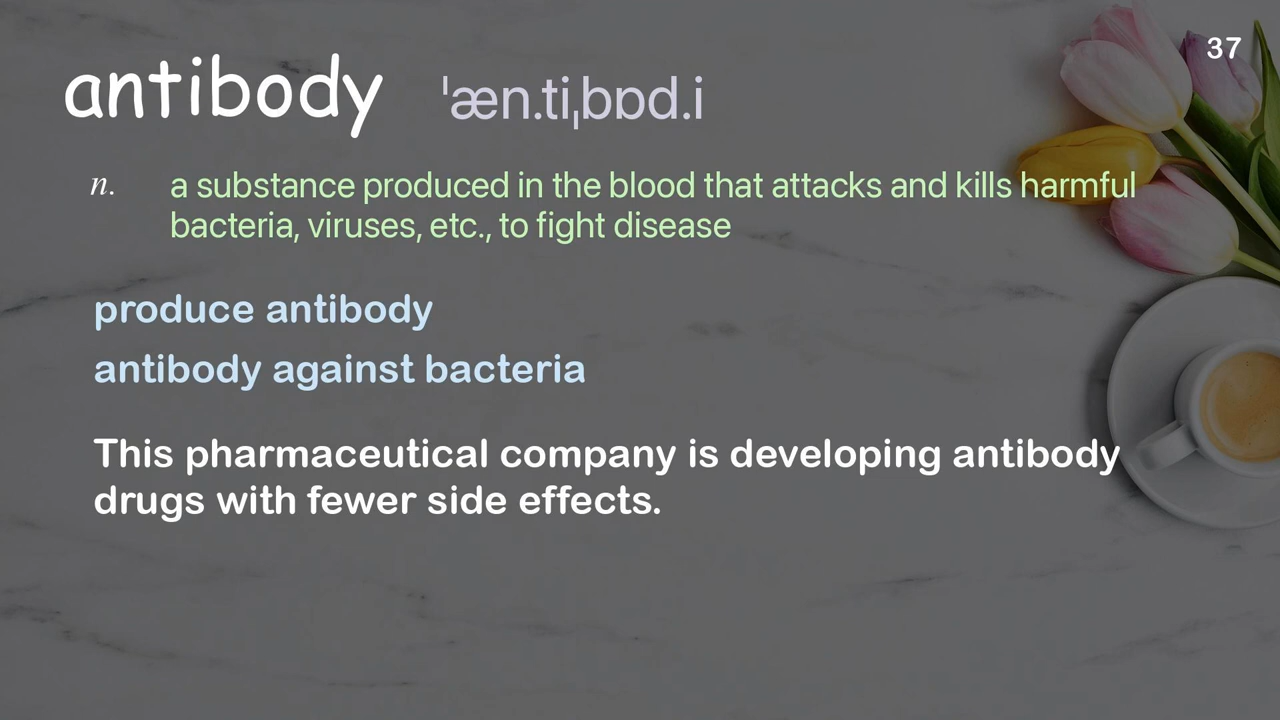 37
antibody ˈæn.tiˌbɒd.i
n. a substance produced in the blood that attacks and kills harmful
bacteria, viruses, etc., to fight disease
produce antibody
antibody against bacteria
This pharmaceutical company is developing antibody
drugs with fewer side effects.